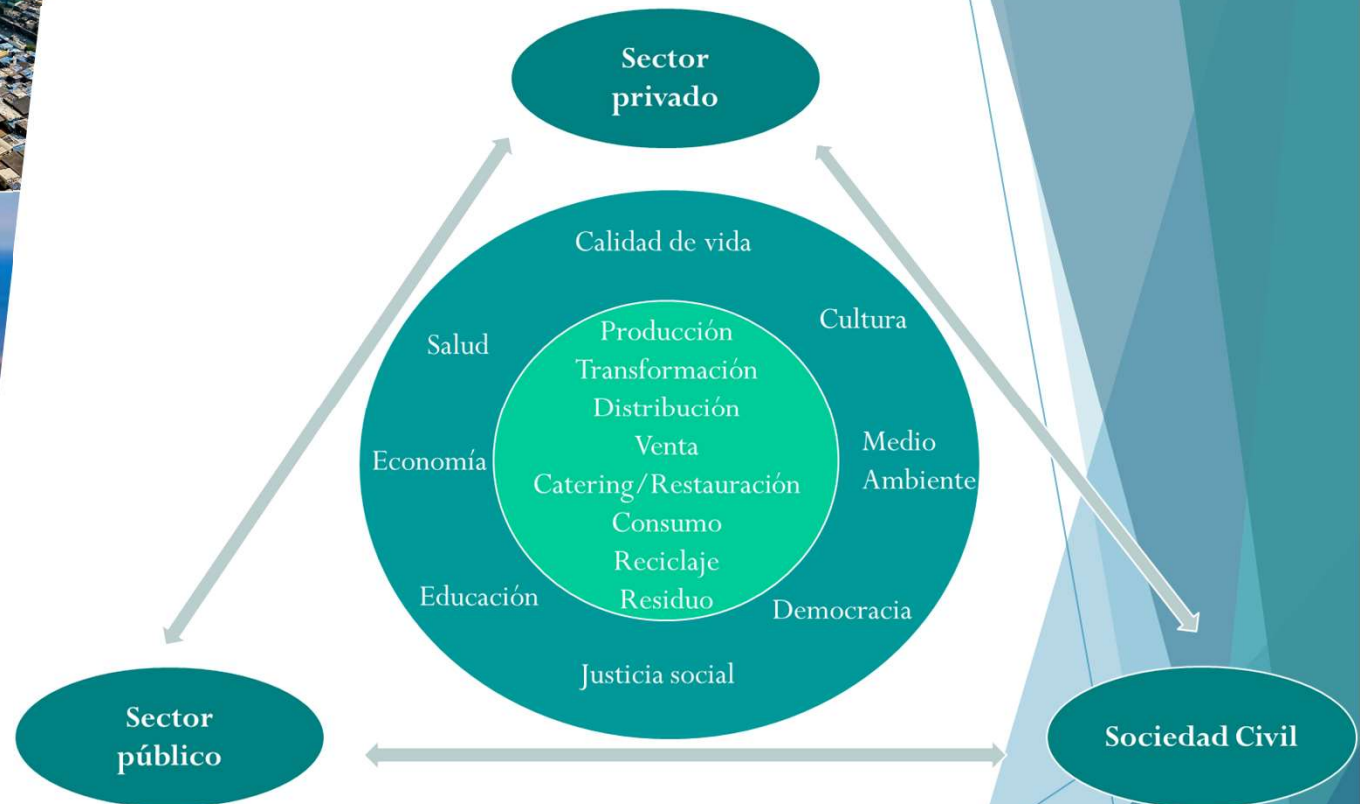 Sector
privado
Calidad de vida
Cultura
Salud
Producción
Transformación
Distribución
Venta
Catering/Restauración
Consumo
Reciclaje
Residuo
Economía
Medio
Ambiente
Educación
Democracia
Justicia social
Sector
público
Sociedad Civil